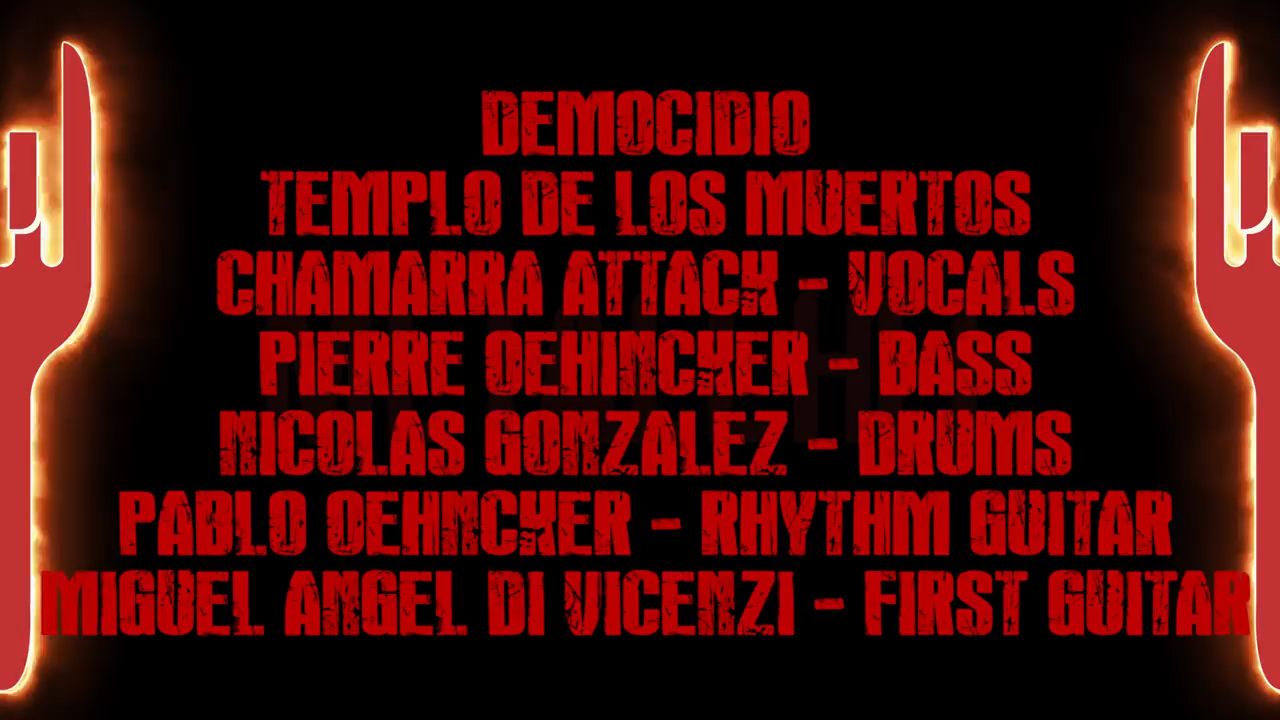 DEMOCIDIO
TEMPLO DE LOS MUERTOS
CHAMARRA ATTACK - VOCALS
PIERRE OEHINCKER - BASS
NICOLAS GONZALEZ - DRUMS
PABLO OEHNCKER - RHYTHM GUITAR
MIGUEL ANGEL DI VICENZI - FIRST GUITAR